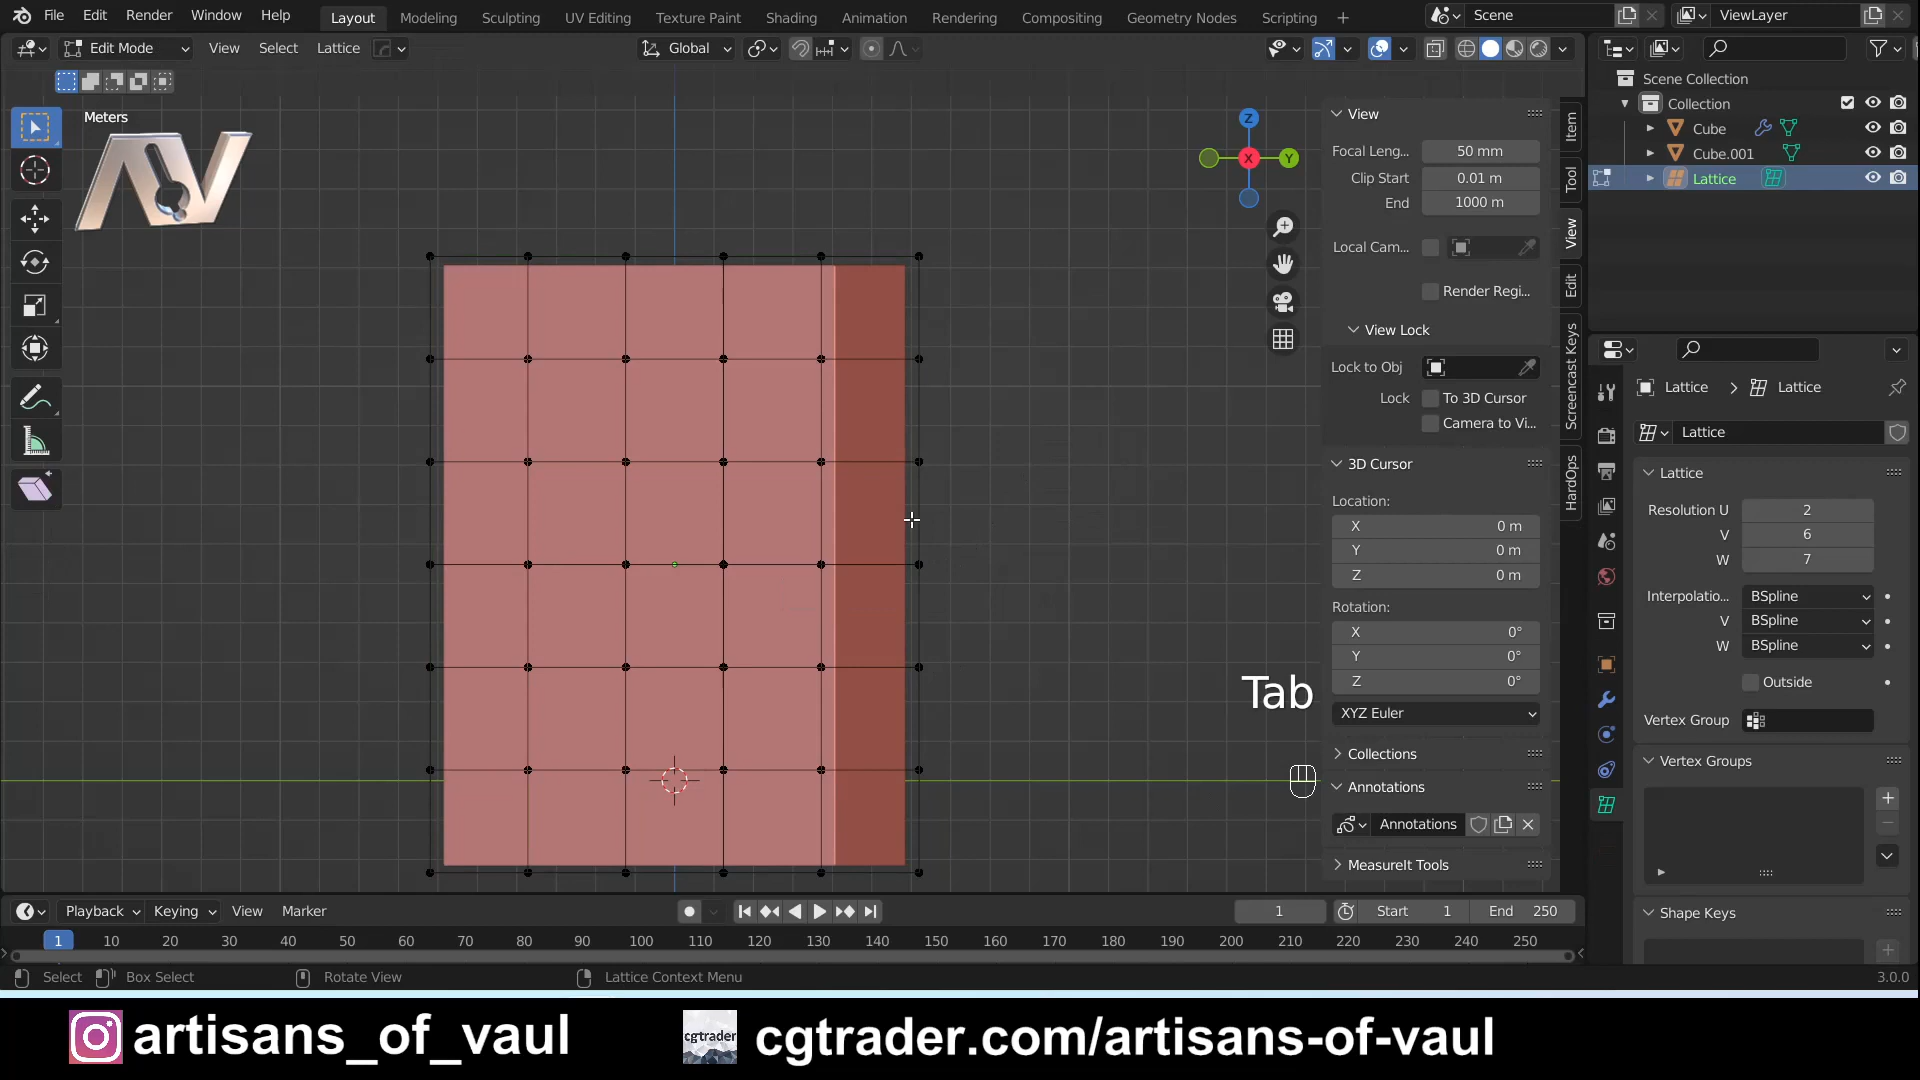 File Edit Render Window Help Layout Modeling Sculpting UV Editing Texture Paint Shading Animation Rendering Compositing Geometry Nodes Scripting + Scene ViewLayer
Edit Mode View Select Lattice Global
Scene Collection
Collection
Cube
Cube.001
Lattice
Meters
AV
Z
Y
X
View
Focal Leng... 50 mm
Clip Start 0.01 m
End 1000 m
Local Cam...
Render Regi...
View Lock
Lock to Obj
Lock To 3D Cursor
Camera to Vi...
3D Cursor
Location:
X 0 m
Y 0 m
Z 0 m
Rotation:
X 0°
Y 0°
Z 0°
XYZ Euler
Collections
Annotations
Annotations
MeasureIt Tools
Item
Tool
View
Edit
Screencast Keys
HardOps
Tab
Lattice > Lattice
Lattice
Lattice
Resolution U 2
V 6
W 7
Interpolatio... BSpline
V BSpline
W BSpline
Outside
Vertex Group
Vertex Groups
Shape Keys
Playback Keying View Marker 1 Start 1 End 250
1 10 20 30 40 50 60 70 80 90 100 110 120 130 140 150 160 170 180 190 200 210 220 230 240 250
Select Box Select Rotate View Lattice Context Menu 3.0.0
artisans_of_vaul
cgtrader cgtrader.com/artisans-of-vaul